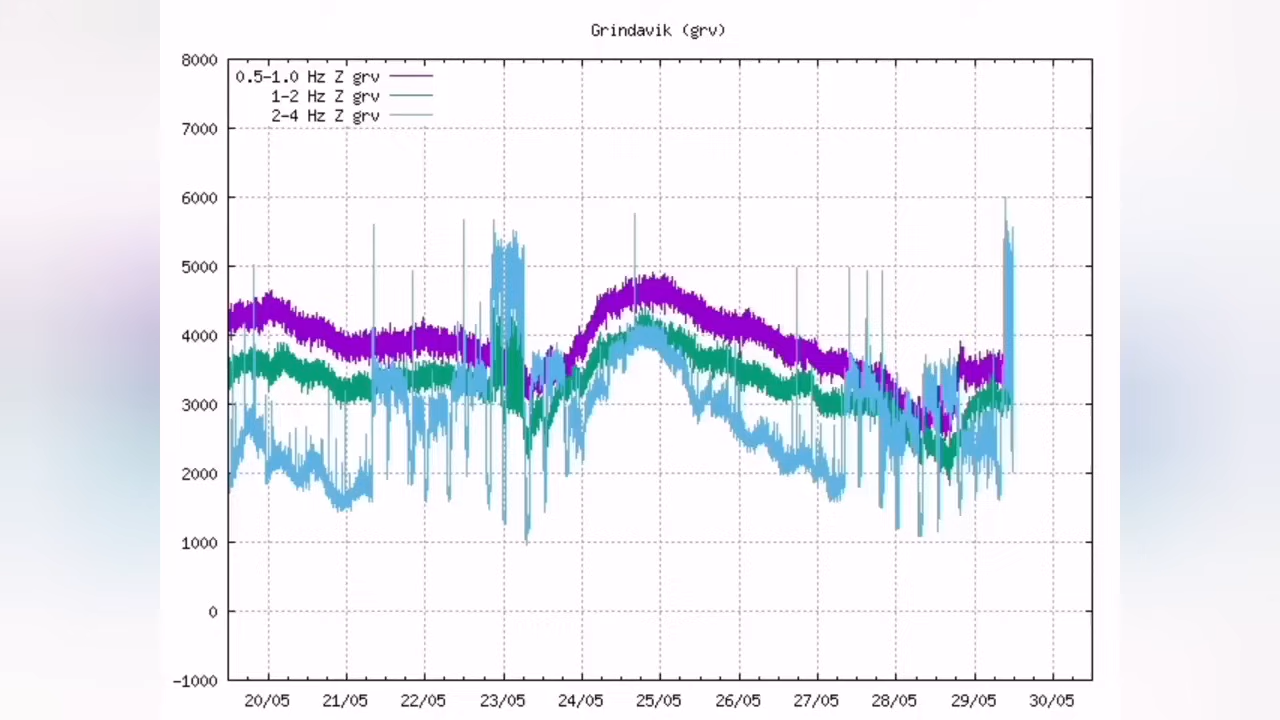 Grindavik (grv)
8000
0.5-1.0 Hz Z grv
1-2 Hz Z grv
2-4 Hz Z grv
7000
6000
5000
4000
3000
2000
1000
0
-1000
20/05 21/05 22/05 23/05 24/05 25/05 26/05 27/05 28/05 29/05 30/05